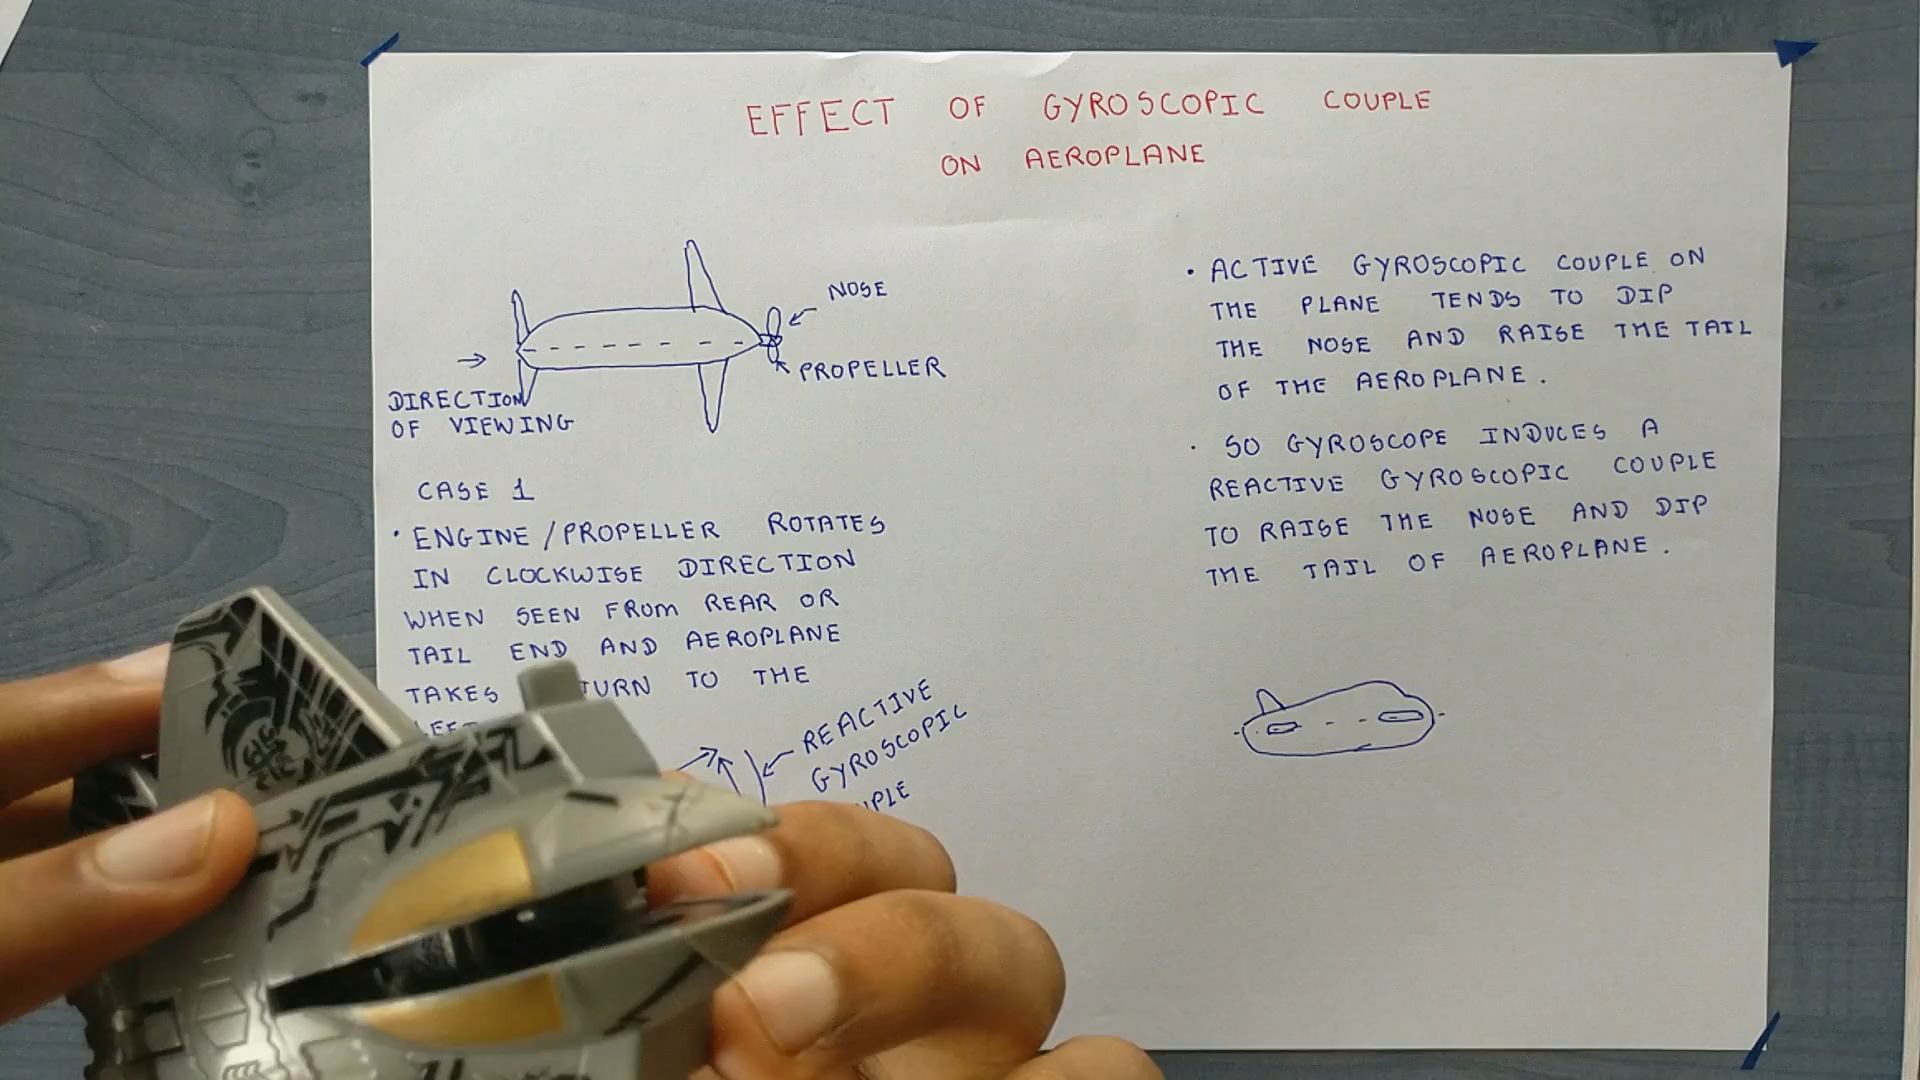 EFFECT OF GYROSCOPIC COUPLE
ON AEROPLANE
NOSE
PROPELLER
DIRECTION
OF VIEWING
CASE 1
• ENGINE/PROPELLER ROTATES
IN CLOCKWISE DIRECTION
WHEN SEEN FROM REAR OR
TAIL END AND AEROPLANE
TAKES TURN TO THE
REACTIVE
GYROSCOPIC
• ACTIVE GYROSCOPIC COUPLE ON
THE PLANE TENDS TO DIP
THE NOSE AND RAISE THE TAIL
OF THE AEROPLANE.
• SO GYROSCOPE INDUCES A
REACTIVE GYROSCOPIC COUPLE
TO RAISE THE NOSE AND DIP
THE TAIL OF AEROPLANE.